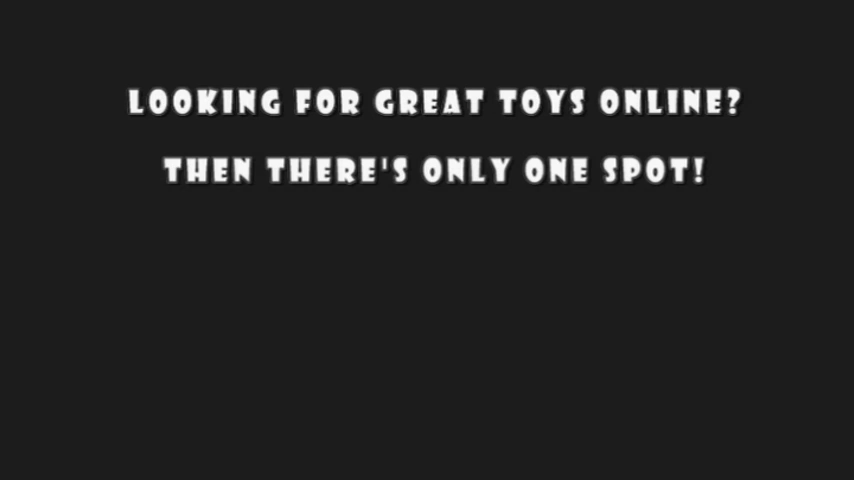 LOOKING FOR GREAT TOYS ONLINE?
THEN THERE'S ONLY ONE SPOT!